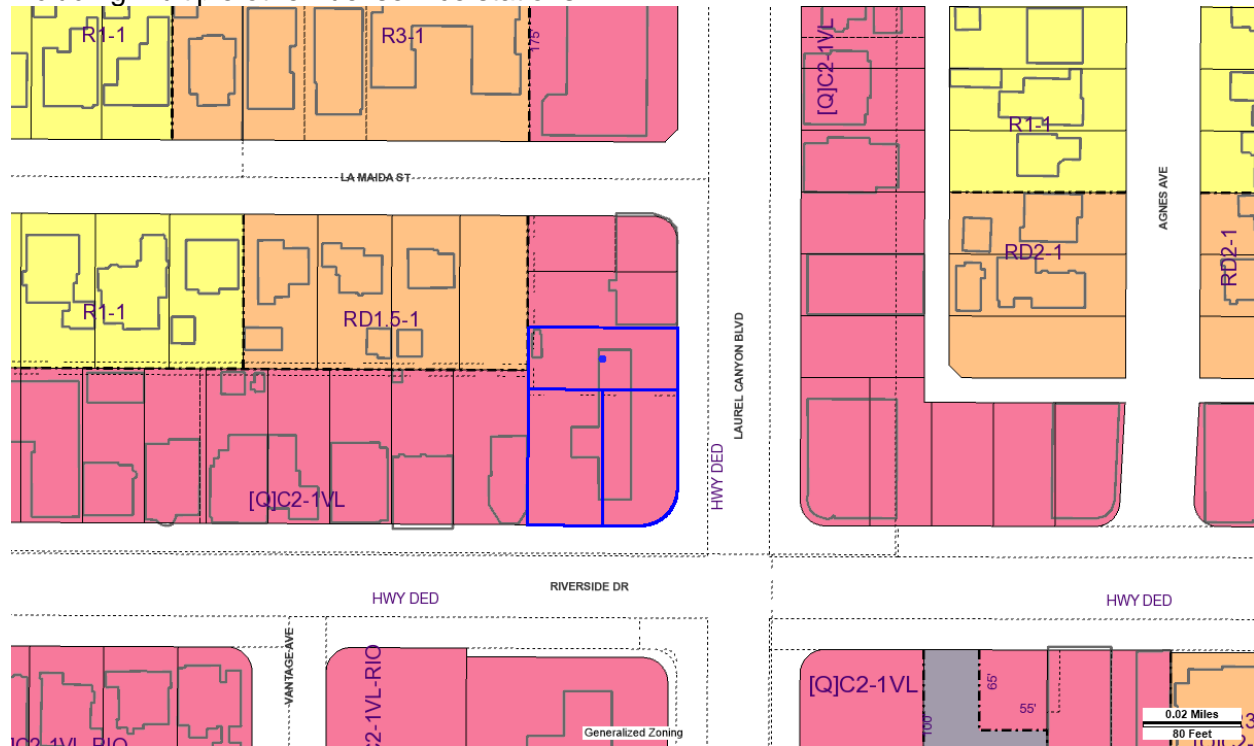 R1-1
R3-1
175'
[Q]C2-1VL
R1-1
LA MAIDA ST
AGNES AVE
R1-1
RD1.5-1
RD2-1
RD2-1
LAUREL CANYON BLVD
HWY DED
[Q]C2-1VL
RIVERSIDE DR
HWY DED
HWY DED
VANTAGE AVE
C2-1VL-RIO
[Q]C2-1VL
65'
55'
100'
Generalized Zoning
0.02 Miles
80 Feet